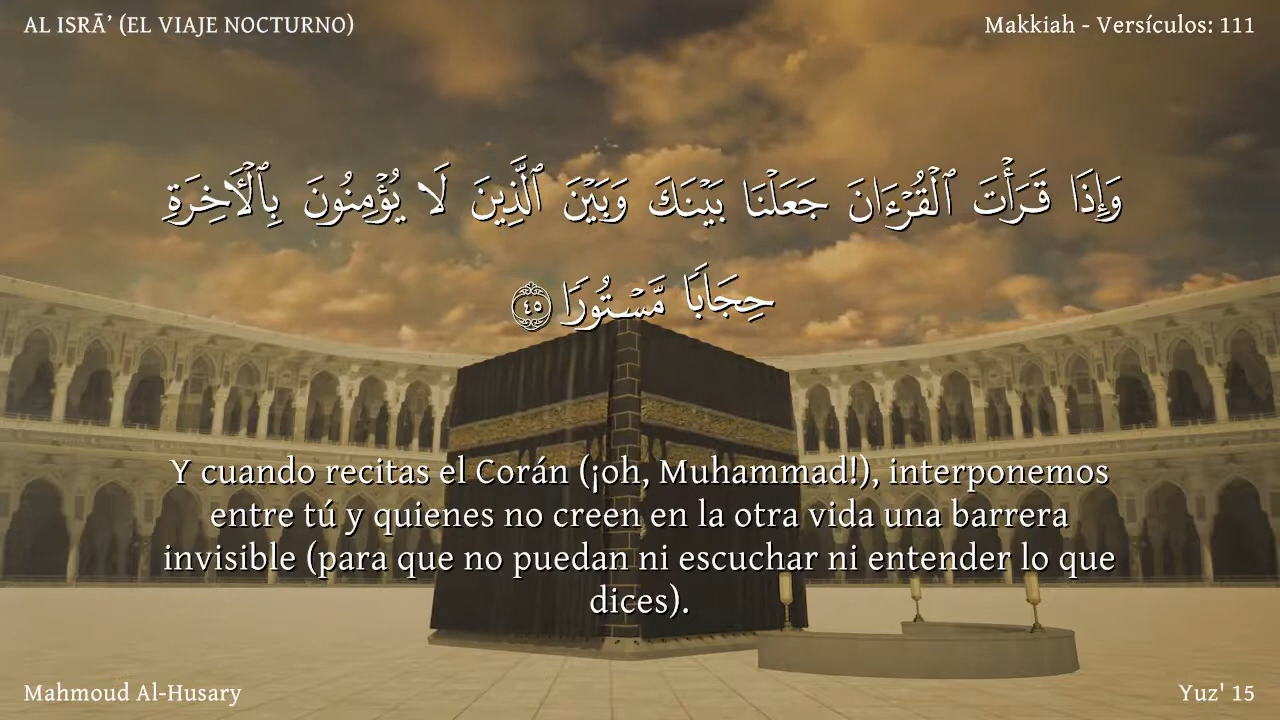 AL ISRĀ’ (EL VIAJE NOCTURNO)
Makkiah - Versículos: 111
وَإِذَا قَرَأْتَ ٱلْقُرْءَانَ جَعَلْنَا بَيْنَكَ وَبَيْنَ ٱلَّذِينَ لَا يُؤْمِنُونَ بِٱلْأَخِرَةِ
حِجَابًا مَّسْتُورًا ٤٥
Y cuando recitas el Corán (¡oh, Muhammad!), interponemos
entre tú y quienes no creen en la otra vida una barrera
invisible (para que no puedan ni escuchar ni entender lo que
dices).
Mahmoud Al-Husary
Yuz' 15